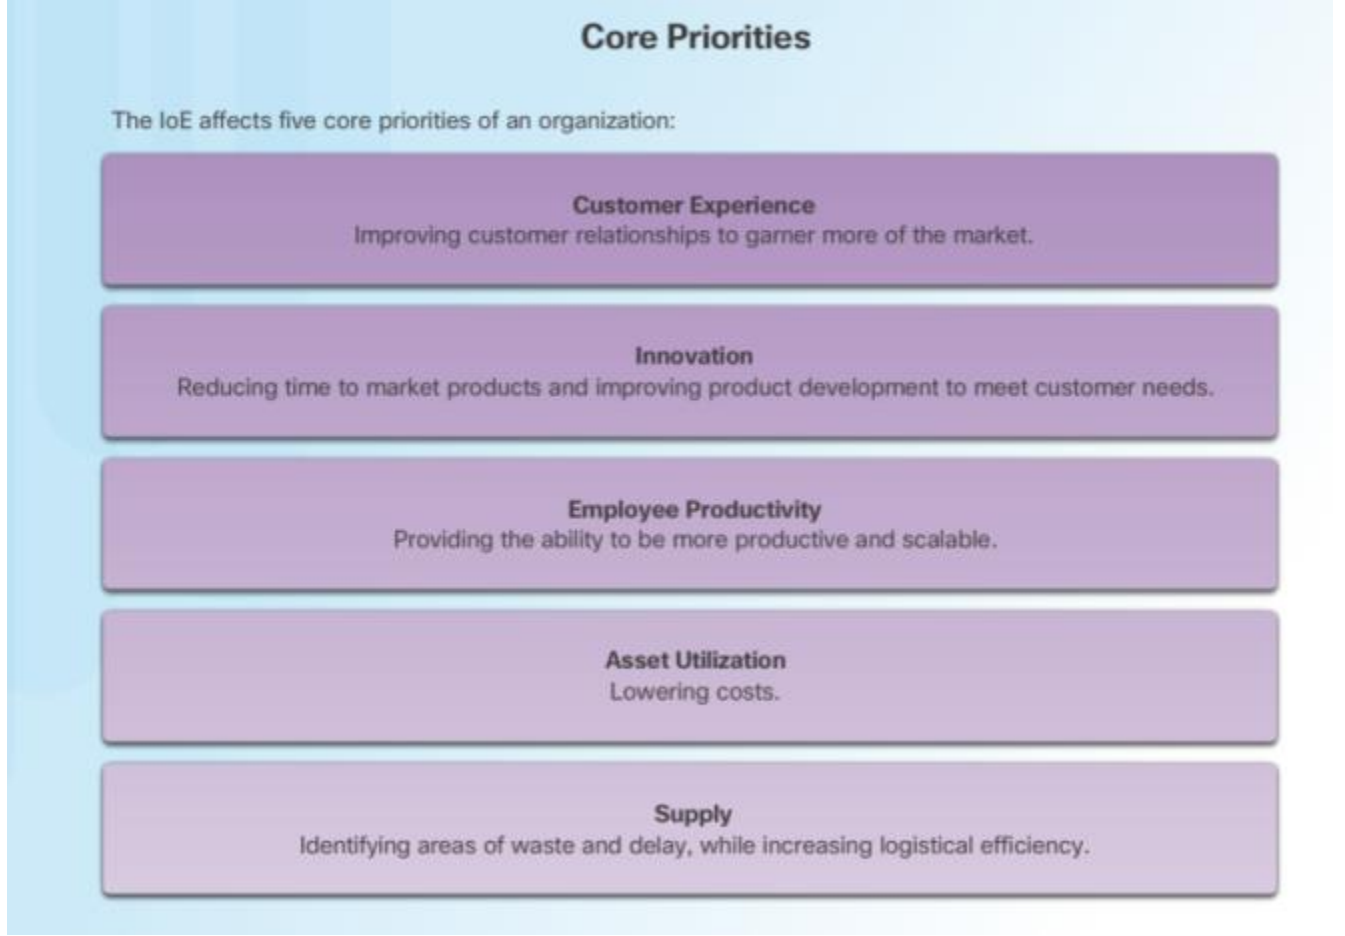 Core Priorities
The IoE affects five core priorities of an organization:
Customer Experience
Improving customer relationships to garner more of the market.
Innovation
Reducing time to market products and improving product development to meet customer needs.
Employee Productivity
Providing the ability to be more productive and scalable.
Asset Utilization
Lowering costs.
Supply
Identifying areas of waste and delay, while increasing logistical efficiency.